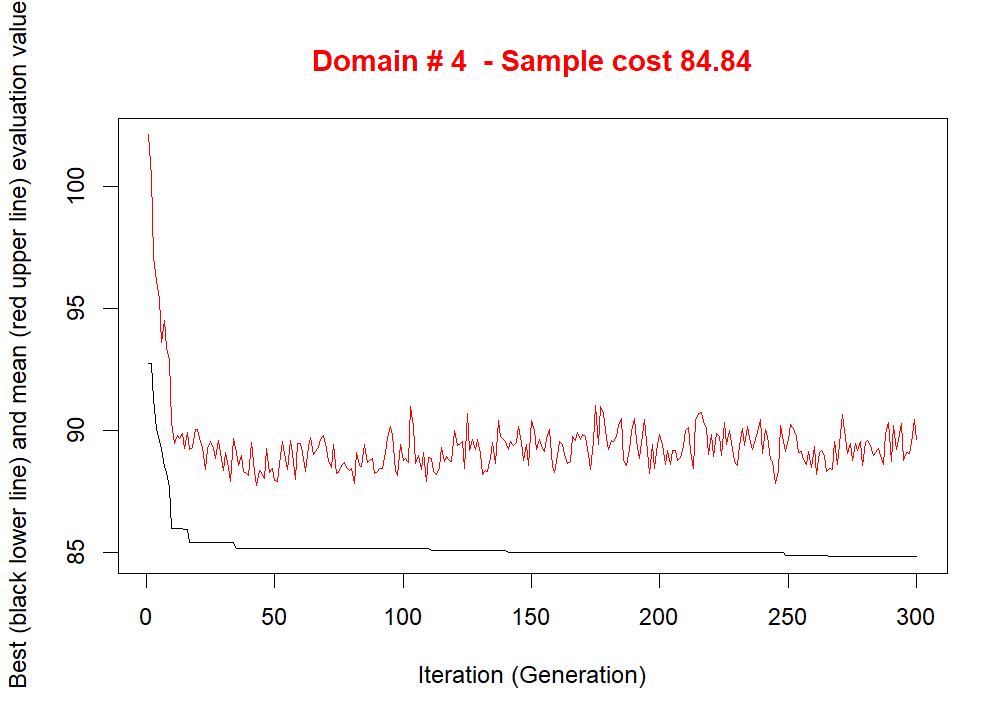 Domain # 4  - Sample cost 84.84
Best (black lower line) and mean (red upper line) evaluation value
100
95
90
85
0 50 100 150 200 250 300
Iteration (Generation)